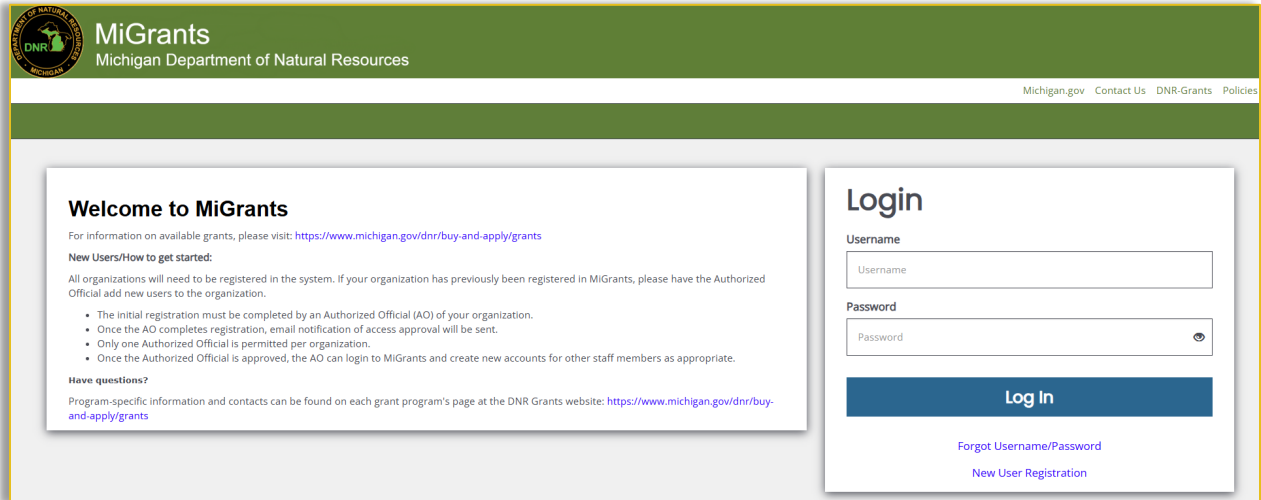 DEPARTMENT OF NATURAL RESOURCES
DNR
MICHIGAN
MiGrants
Michigan Department of Natural Resources
Michigan.gov Contact Us DNR-Grants Policies
Welcome to MiGrants
For information on available grants, please visit: https://www.michigan.gov/dnr/buy-and-apply/grants
New Users/How to get started:
All organizations will need to be registered in the system. If your organization has previously been registered in MiGrants, please have the Authorized
Official add new users to the organization.
• The initial registration must be completed by an Authorized Official (AO) of your organization.
• Once the AO completes registration, email notification of access approval will be sent.
• Only one Authorized Official is permitted per organization.
• Once the Authorized Official is approved, the AO can login to MiGrants and create new accounts for other staff members as appropriate.
Have questions?
Program-specific information and contacts can be found on each grant program's page at the DNR Grants website: https://www.michigan.gov/dnr/buy-
and-apply/grants
Login
Username
Username
Password
Password
Log In
Forgot Username/Password
New User Registration